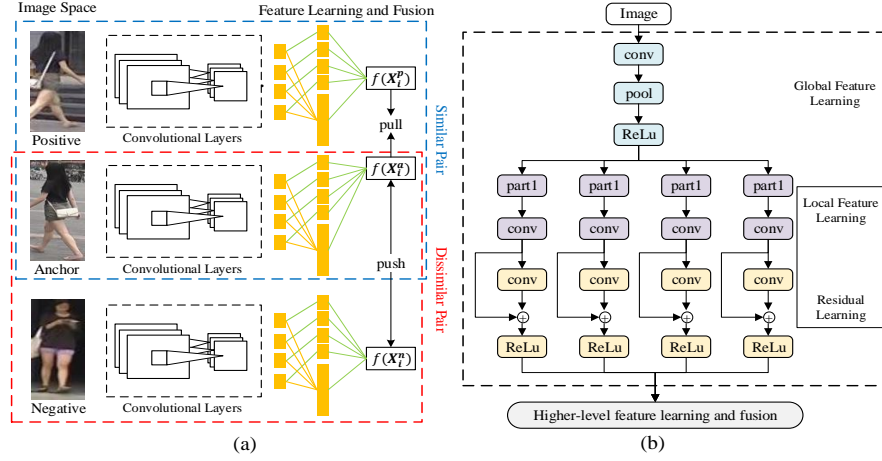 Image Space
Feature Learning and Fusion
Positive
Convolutional Layers
f(X_i^p)
pull
Similar Pair
Anchor
Convolutional Layers
f(X_i^a)
push
Dissimilar Pair
Negative
Convolutional Layers
f(X_i^n)
(a)
Image
conv
pool
ReLu
Global Feature
Learning
part1 part1 part1 part1
conv conv conv conv
Local Feature
Learning
conv conv conv conv
+ + + +
Residual
Learning
ReLu ReLu ReLu ReLu
Higher-level feature learning and fusion
(b)